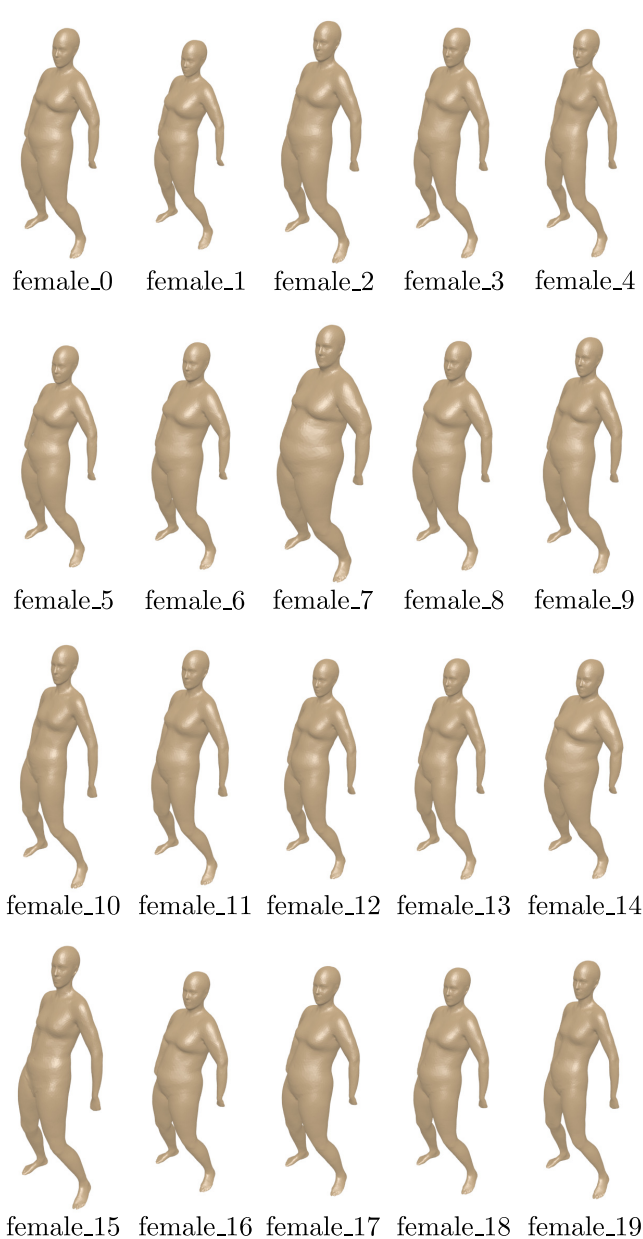 female_0 female_1 female_2 female_3 female_4
female_5 female_6 female_7 female_8 female_9
female_10 female_11 female_12 female_13 female_14
female_15 female_16 female_17 female_18 female_19